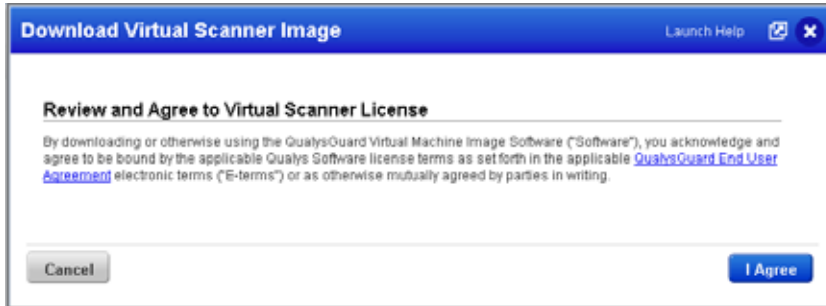 Download Virtual Scanner Image
Launch Help
Review and Agree to Virtual Scanner License
By downloading or otherwise using the QualysGuard Virtual Machine Image Software ("Software"), you acknowledge and
agree to be bound by the applicable Qualys Software license terms as set forth in the applicable QualysGuard End User
Agreement electronic terms ("E-terms") or as otherwise mutually agreed by parties in writing.
Cancel
I Agree